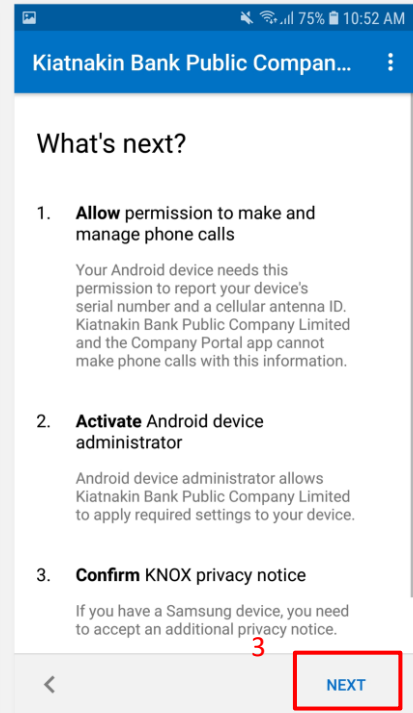 75% 10:52 AM
Kiatnakin Bank Public Compan...
What's next?
1. Allow permission to make and
manage phone calls
Your Android device needs this
permission to report your device's
serial number and a cellular antenna ID.
Kiatnakin Bank Public Company Limited
and the Company Portal app cannot
make phone calls with this information.
2. Activate Android device
administrator
Android device administrator allows
Kiatnakin Bank Public Company Limited
to apply required settings to your device.
3. Confirm KNOX privacy notice
If you have a Samsung device, you need
to accept an additional privacy notice.
3
NEXT